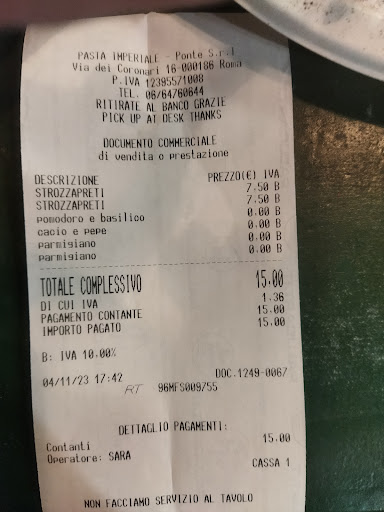 PASTA IMPERIALE - Ponte S.r.l
Via dei Coronari 16-000186 Roma
P.IVA 12395571008
TEL. 06/64760644
RITIRATE AL BANCO GRAZIE
PICK UP AT DESK THANKS
DOCUMENTO COMMERCIALE
di vendita o prestazione
DESCRIZIONE PREZZO(€) IVA
STROZZAPRETI 7.50 B
STROZZAPRETI 7.50 B
pomodoro e basilico 0.00 B
cacio e pepe 0.00 B
parmigiano 0.00 B
parmigiano 0.00 B
TOTALE COMPLESSIVO 15.00
DI CUI IVA 1.36
PAGAMENTO CONTANTE 15.00
IMPORTO PAGATO 15.00
B: IVA 10.00%
04/11/23 17:42 DOC.1249-0067
RT 96MFS009755
DETTAGLIO PAGAMENTI:
Contanti 15.00
Operatore: SARA
CASSA 1
NON FACCIAMO SERVIZIO AL TAVOLO